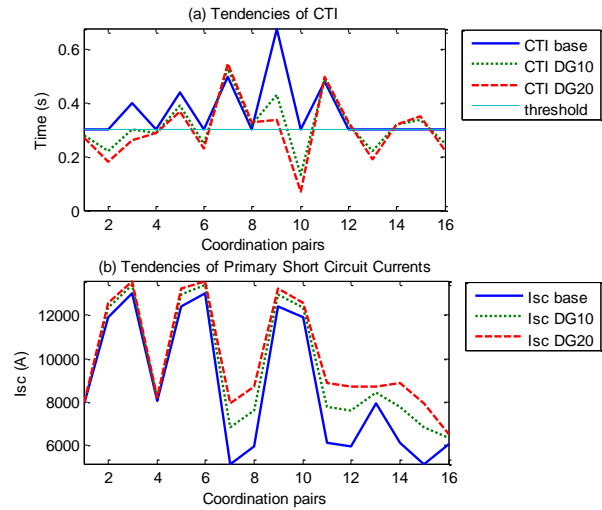 (a) Tendencies of CTI
0.6
0.4
0.2
0
Time (s)
2 4 6 8 10 12 14 16
Coordination pairs
CTI base
CTI DG10
CTI DG20
threshold
(b) Tendencies of Primary Short Circuit Currents
12000
10000
8000
6000
Isc (A)
2 4 6 8 10 12 14 16
Coordination pairs
Isc base
Isc DG10
Isc DG20